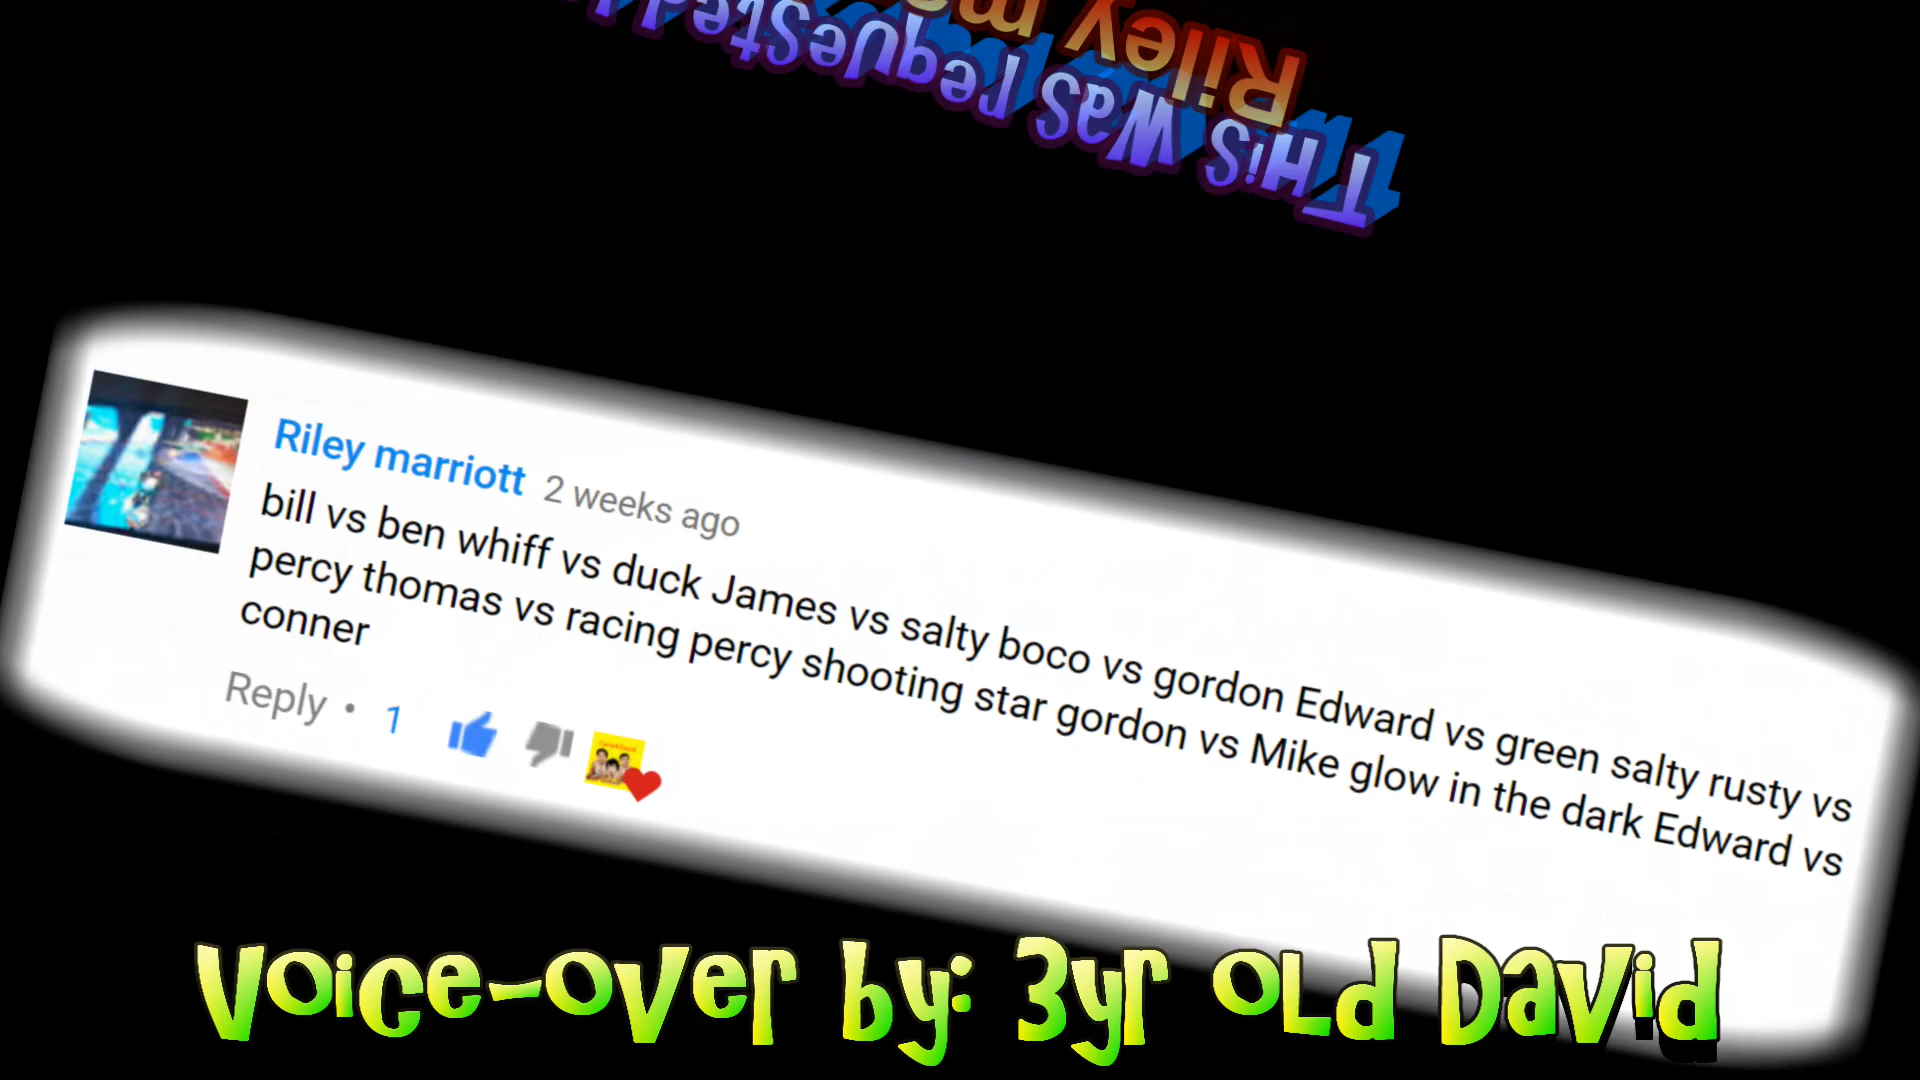 THiS Was requested
Riley
Riley marriott 2 weeks ago
bill vs ben whiff vs duck James vs salty boco vs gordon Edward vs green salty rusty vs
percy thomas vs racing percy shooting star gordon vs Mike glow in the dark Edward vs
conner
Reply • 1
Voice-over by: 3yr old David